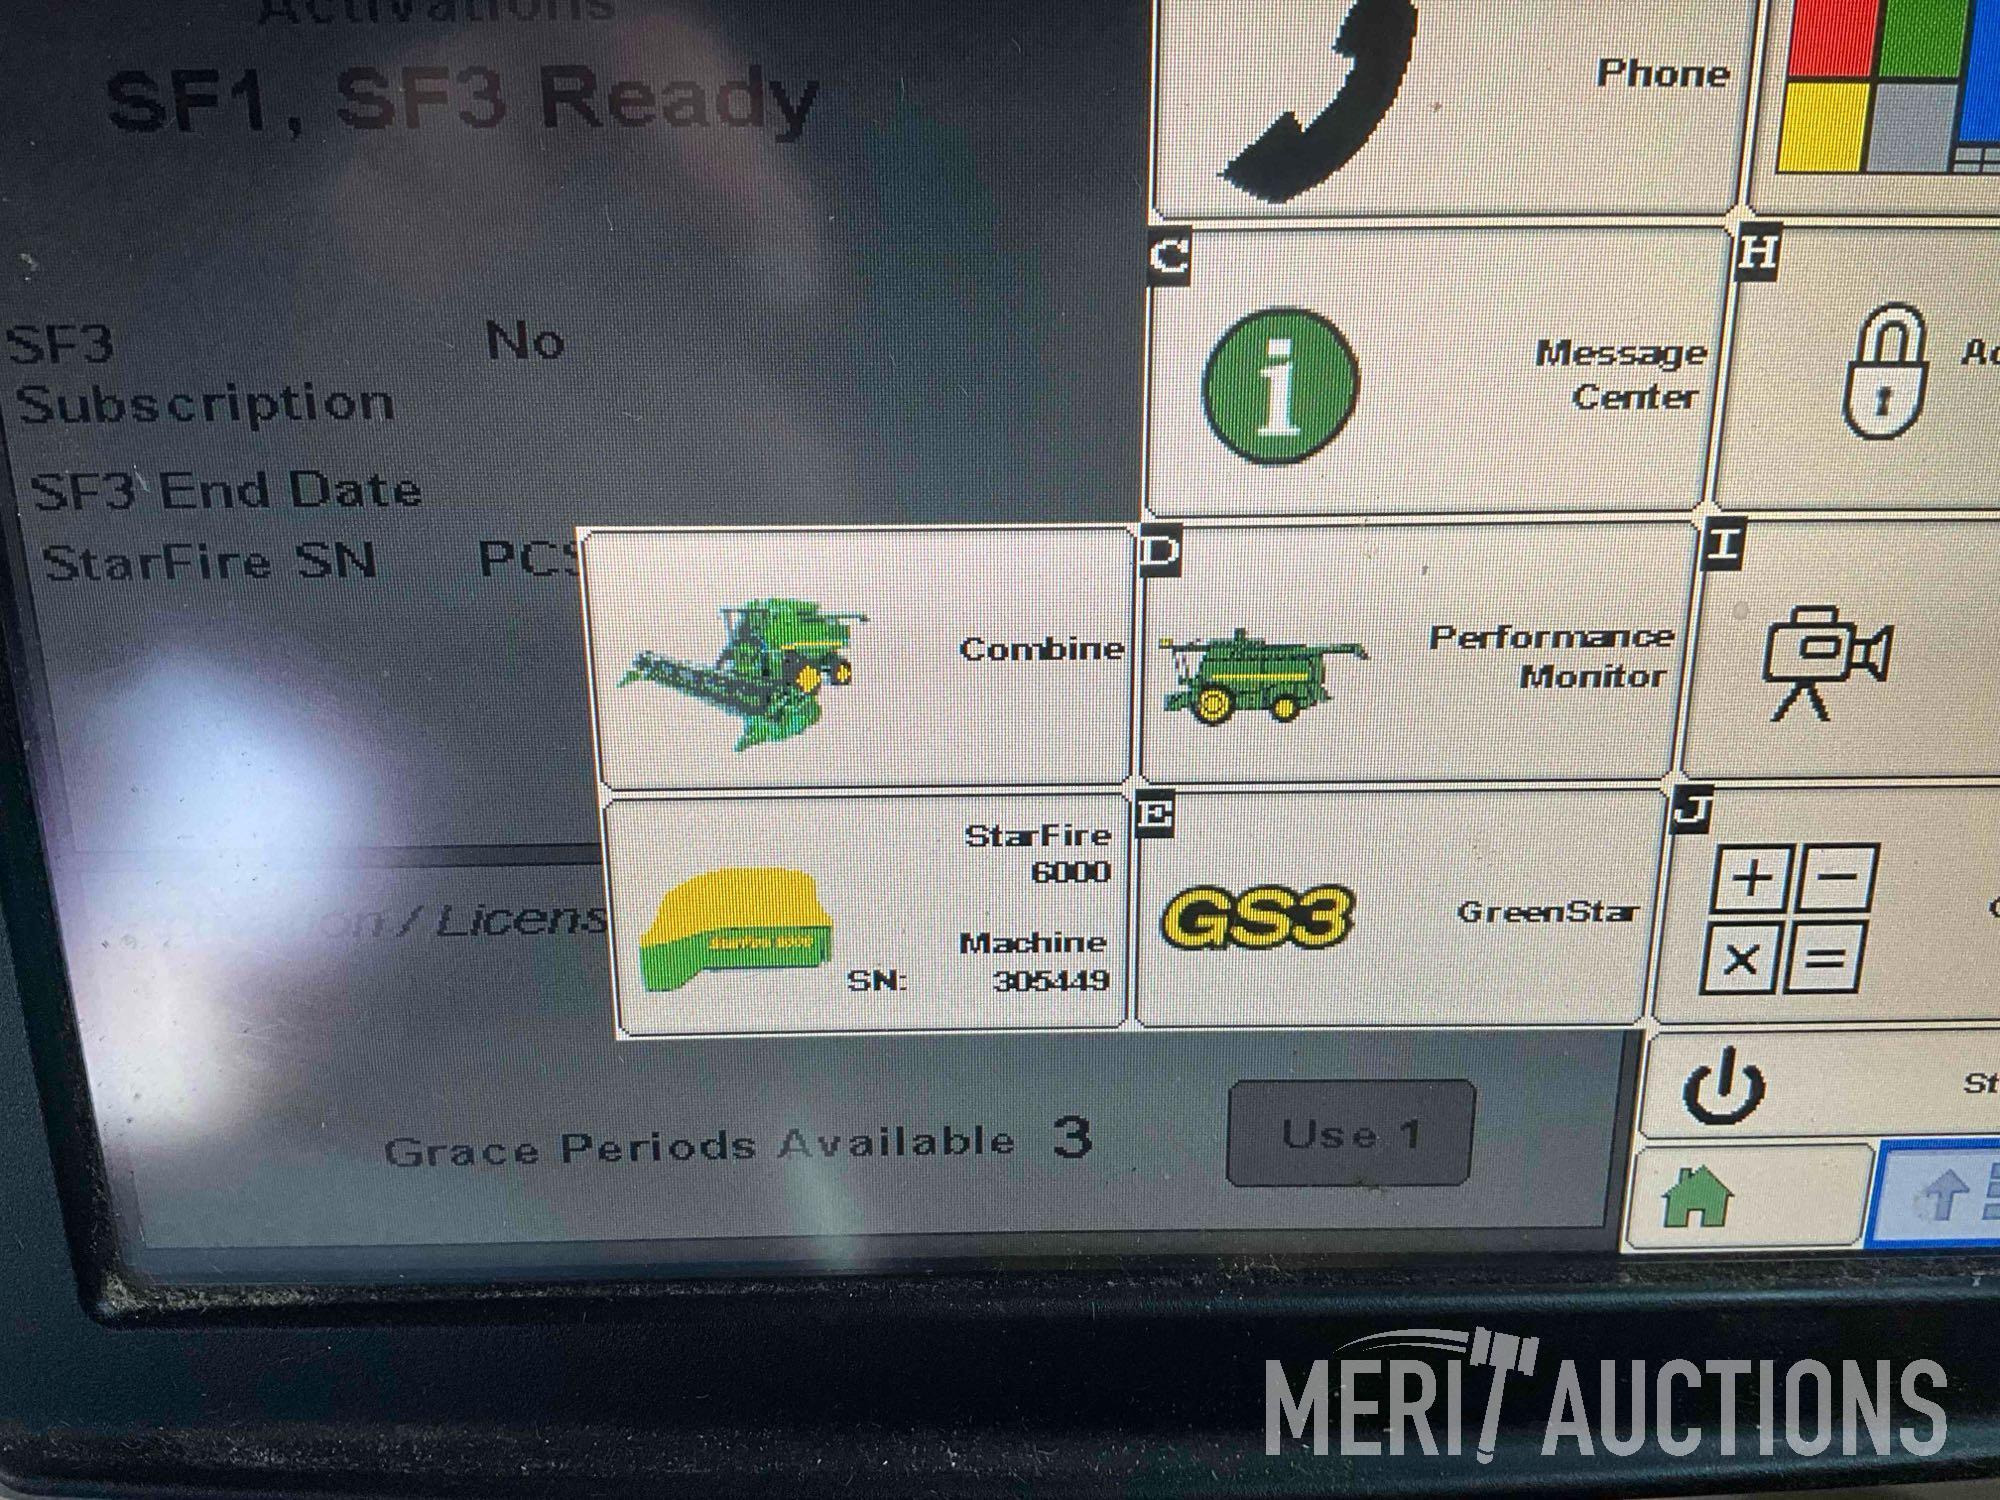 Activations
SF1, SF3 Ready
SF3
Subscription
No
SF3 End Date
StarFire SN
Grace Periods Available 3
Use 1
Phone
C
Message
Center
H
Combine
D
Performance
Monitor
I
StarFire
6000
Machine
SN: 305449
E
GS3
GreenStar
J
+ −
× =
MERIT AUCTIONS